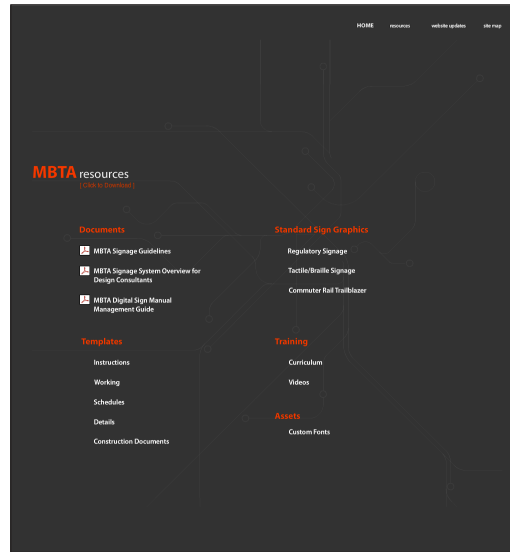 HOME resources website updates site map
MBTA resources
[ Click to Download ]
Documents
MBTA Signage Guidelines
MBTA Signage System Overview for
Design Consultants
MBTA Digital Sign Manual
Management Guide
Standard Sign Graphics
Regulatory Signage
Tactile/Braille Signage
Commuter Rail Trailblazer
Templates
Instructions
Working
Schedules
Details
Construction Documents
Training
Curriculum
Videos
Assets
Custom Fonts